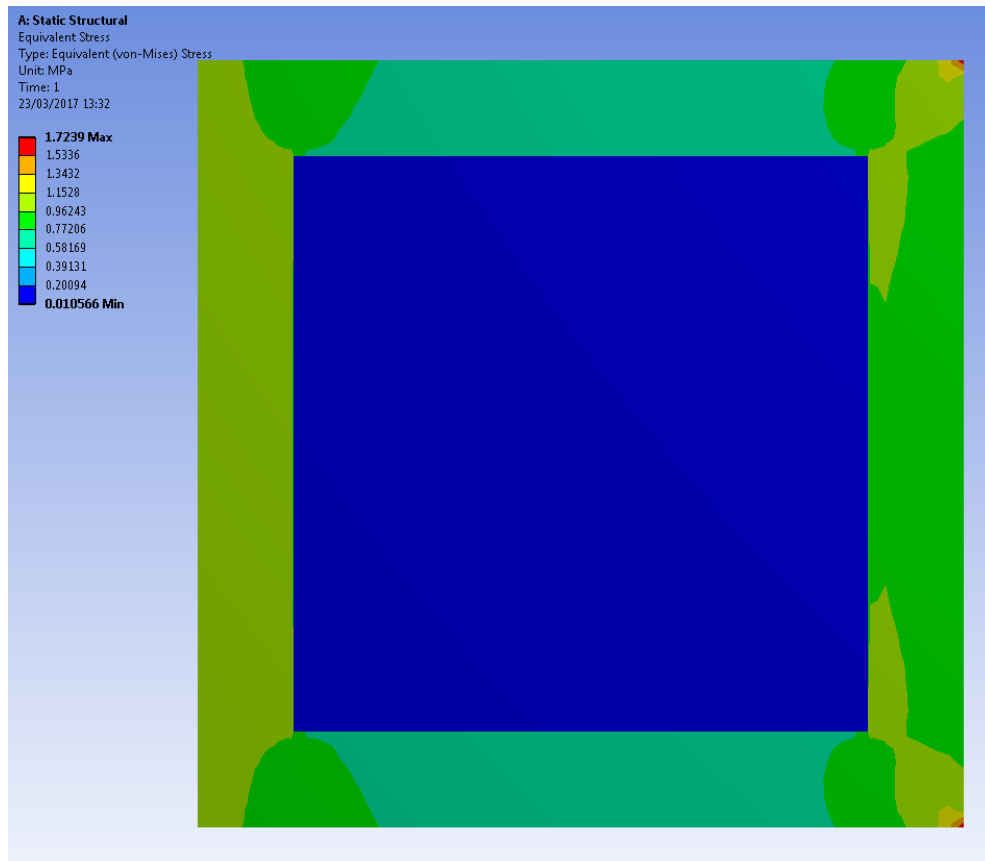 A: Static Structural
Equivalent Stress
Type: Equivalent (von-Mises) Stress
Unit: MPa
Time: 1
23/03/2017 13:32
1.7239 Max
1.5336
1.3432
1.1528
0.96243
0.77206
0.58169
0.39131
0.20094
0.010566 Min